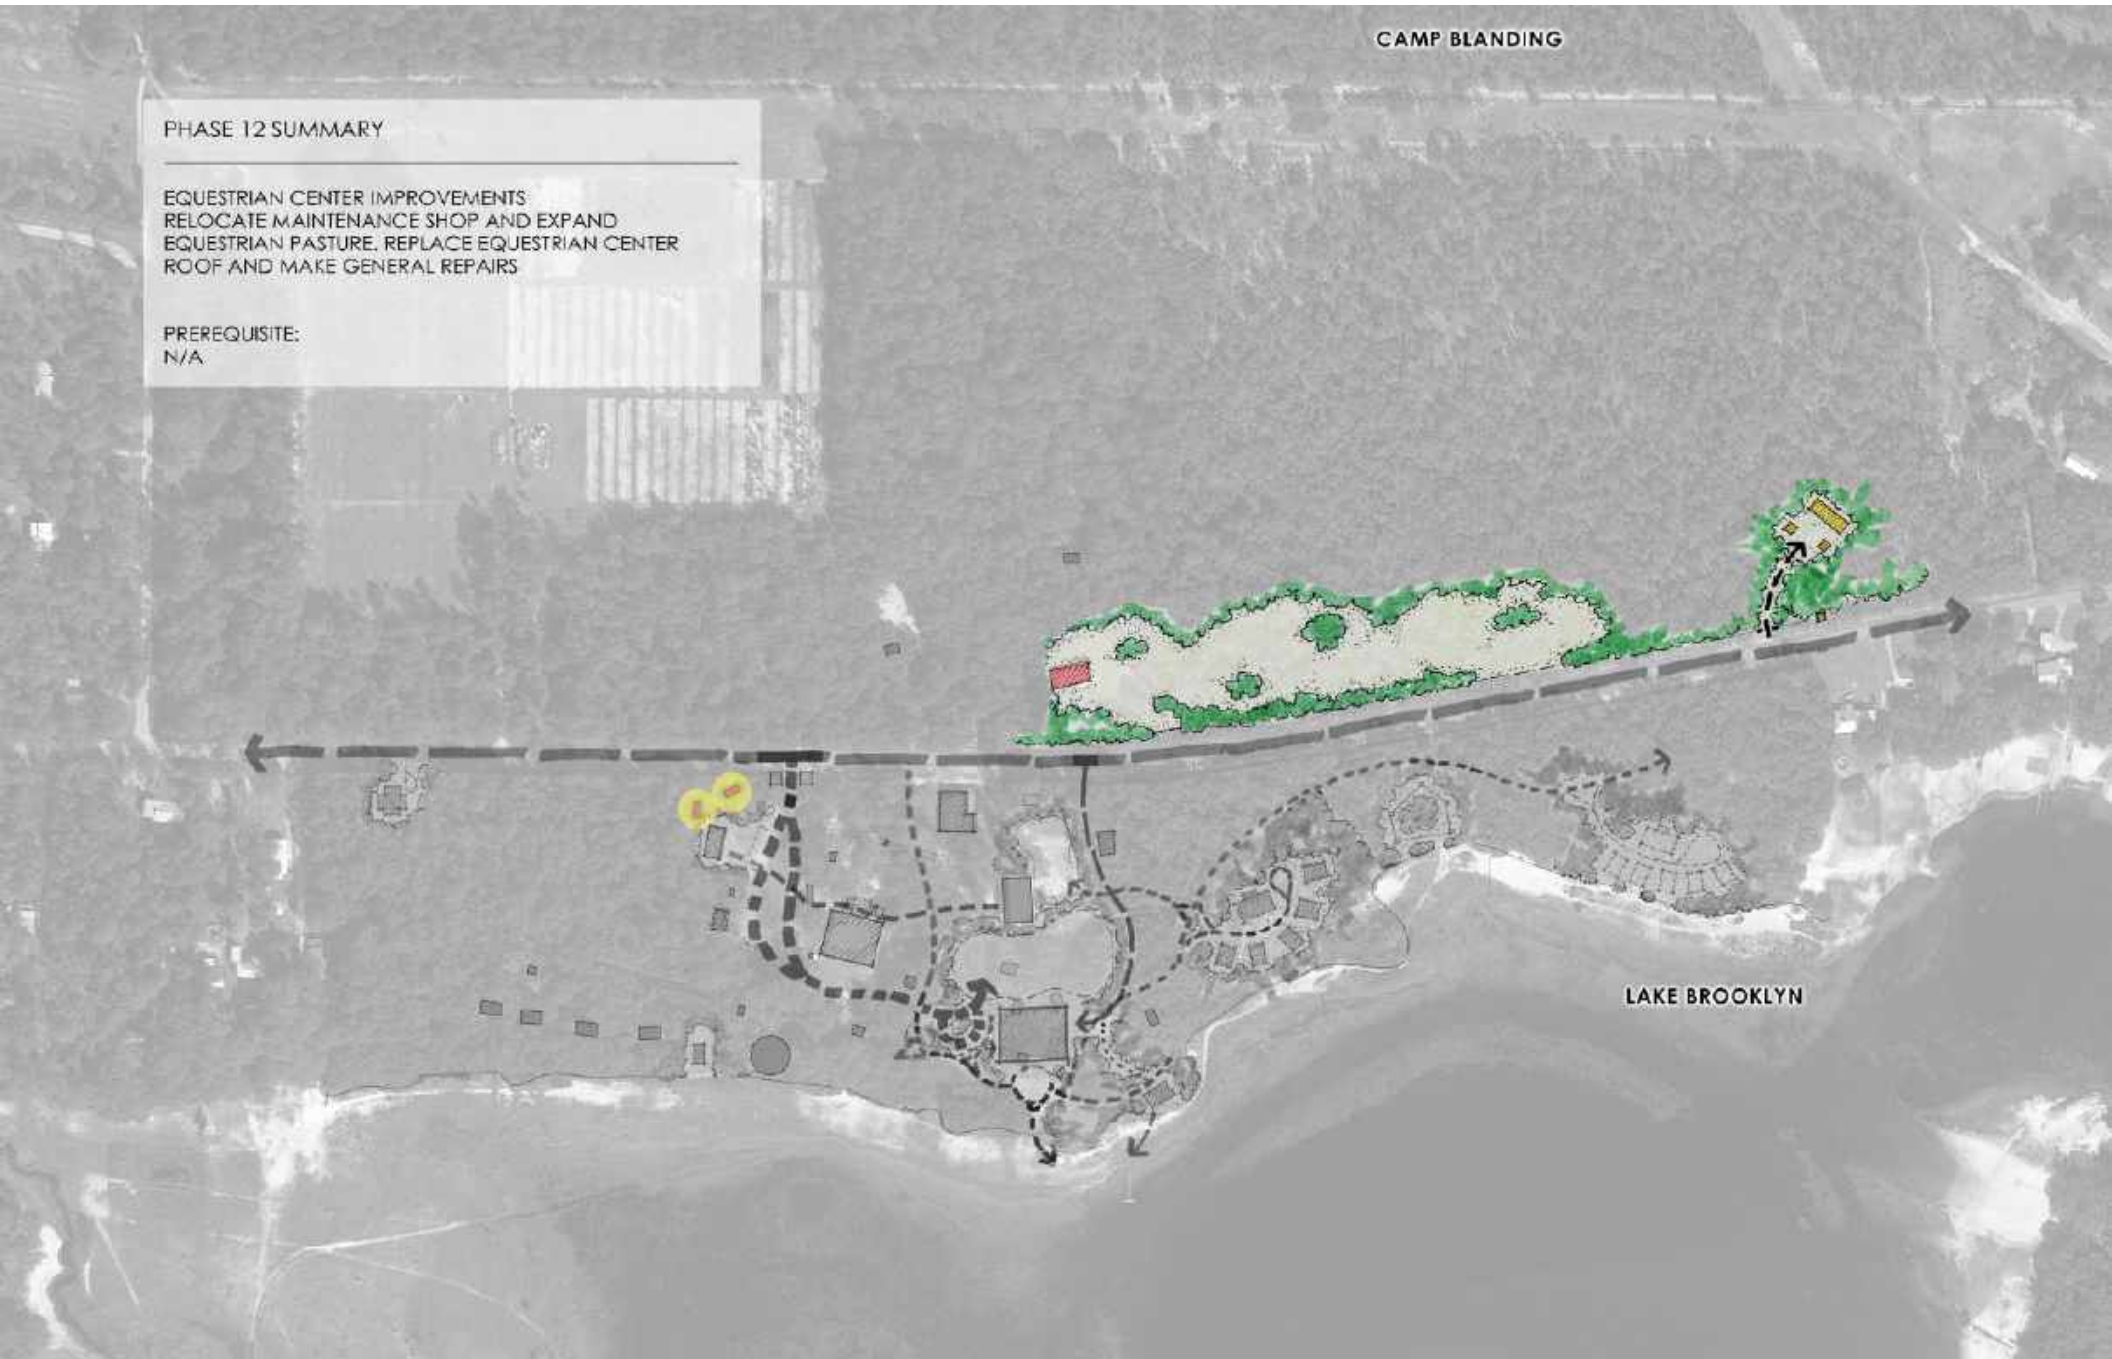 CAMP BLANDING
PHASE 12 SUMMARY
EQUESTRIAN CENTER IMPROVEMENTS
RELOCATE MAINTENANCE SHOP AND EXPAND
EQUESTRIAN PASTURE. REPLACE EQUESTRIAN CENTER
ROOF AND MAKE GENERAL REPAIRS
PREREQUISITE:
N/A
LAKE BROOKLYN